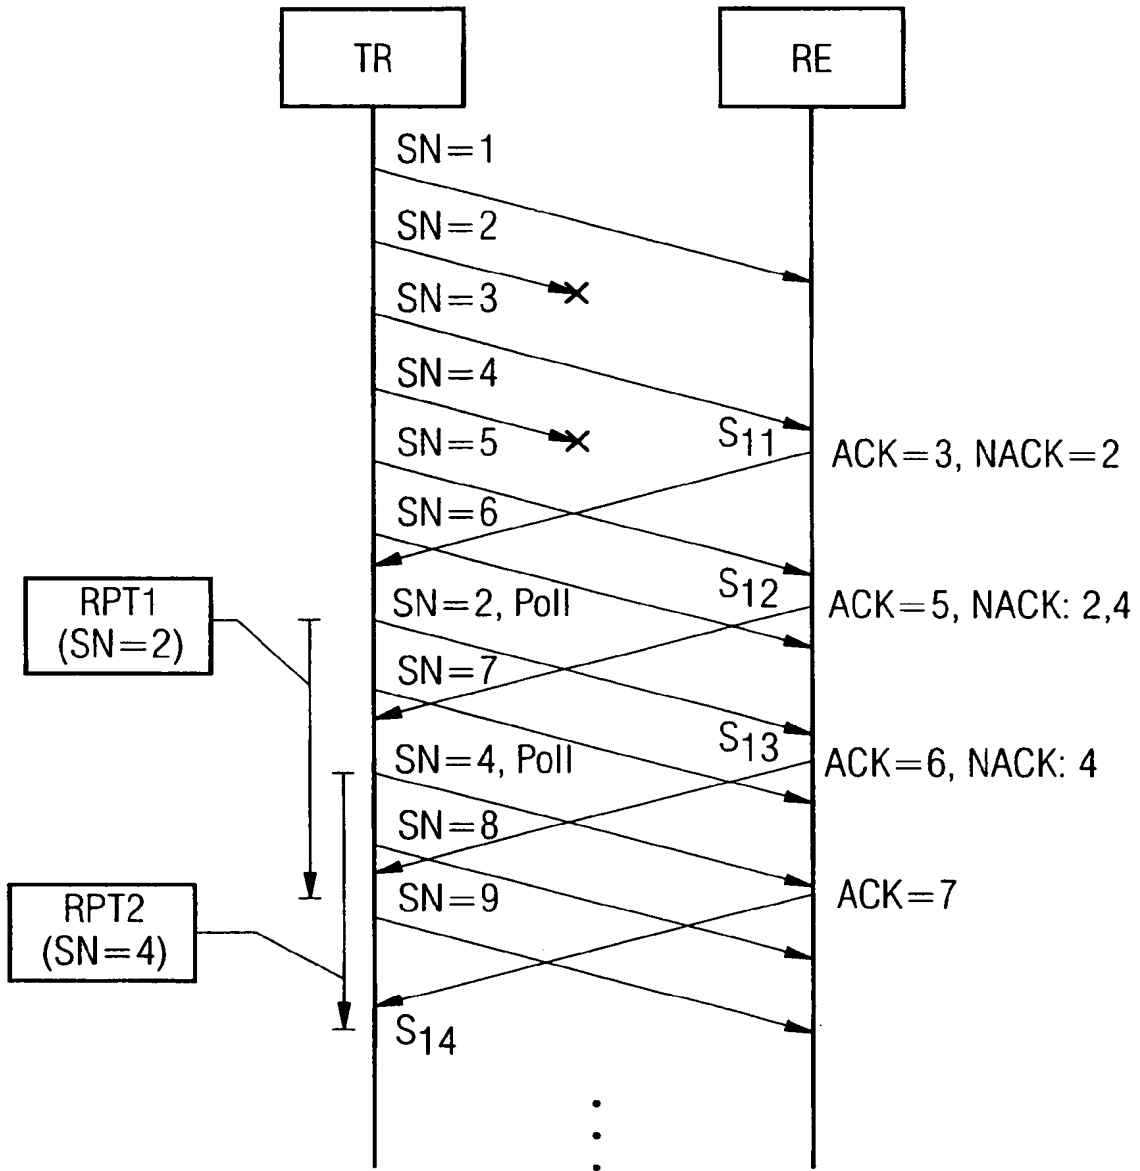 TR
RE
SN=1
SN=2
SN=3
SN=4
S11
SN=5
ACK=3, NACK=2
SN=6
RPT1
(SN=2)
SN=2, Poll
S12
ACK=5, NACK: 2,4
SN=7
S13
SN=4, Poll
ACK=6, NACK: 4
SN=8
RPT2
(SN=4)
SN=9
ACK=7
S14